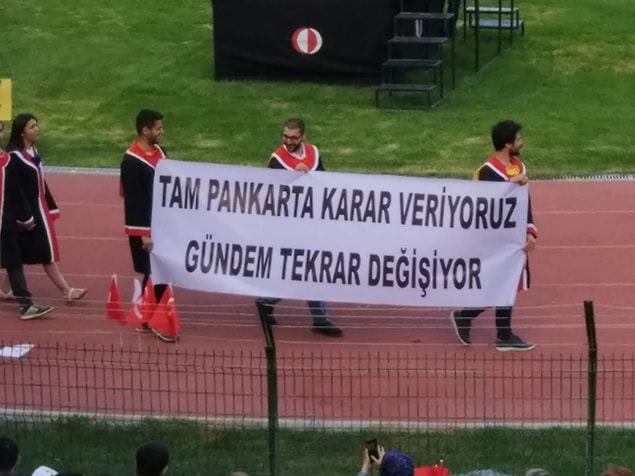 TAM PANKARTA KARAR VERİYORUZ
GÜNDEM TEKRAR DEĞİŞİYOR